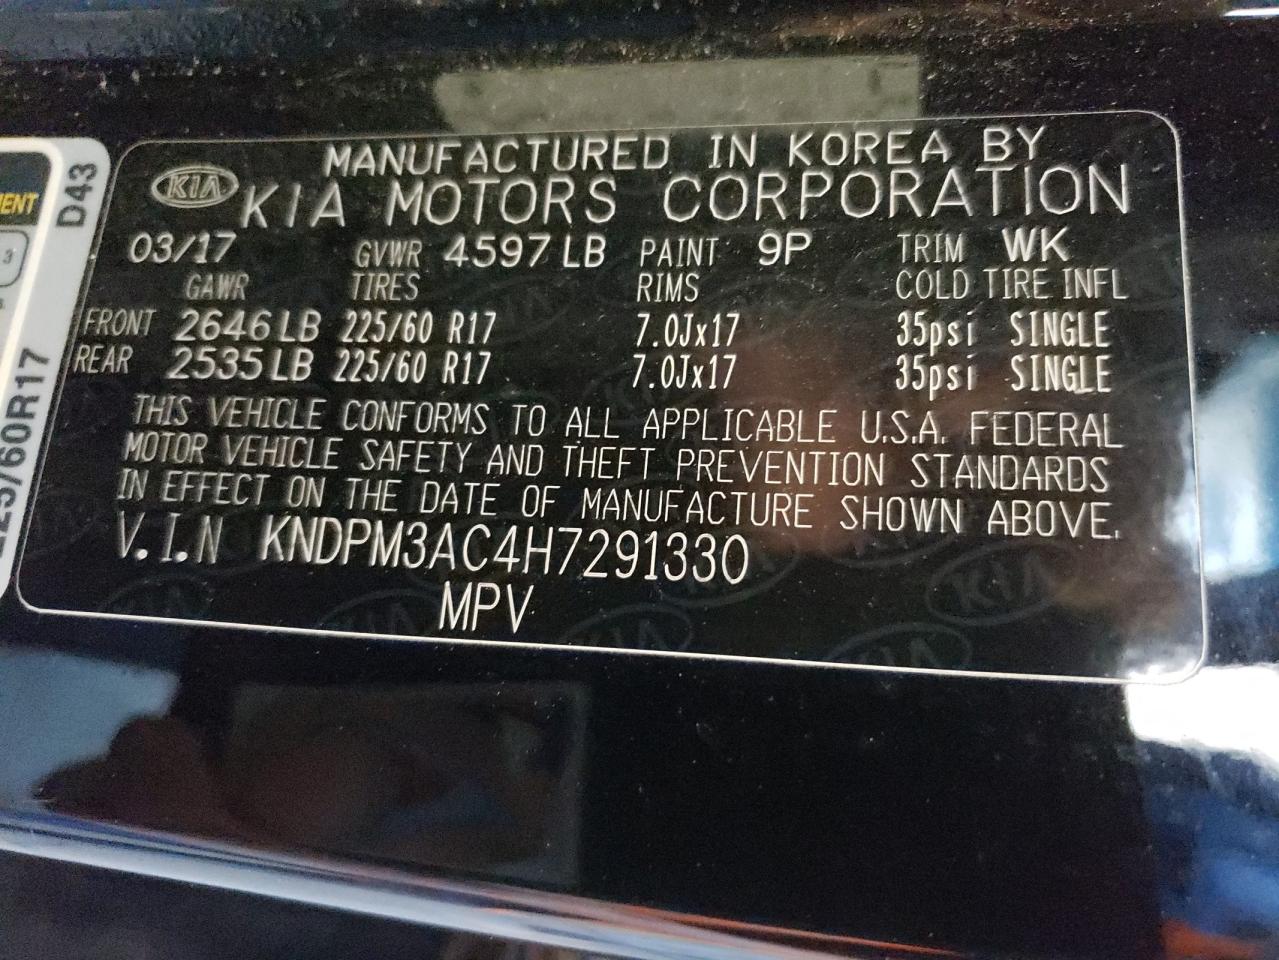 MANUFACTURED IN KOREA BY
KIA
KIA MOTORS CORPORATION
03/17 GVWR 4597 LB PAINT 9P TRIM WK
GAWR TIRES RIMS COLD TIRE INFL
FRONT 2646 LB 225/60 R17 7.0Jx17 35psi SINGLE
REAR 2535 LB 225/60 R17 7.0Jx17 35psi SINGLE
THIS VEHICLE CONFORMS TO ALL APPLICABLE U.S.A. FEDERAL
MOTOR VEHICLE SAFETY AND THEFT PREVENTION STANDARDS
IN EFFECT ON THE DATE OF MANUFACTURE SHOWN ABOVE.
V.I.N KNDPM3AC4H7291330
MPV
D43
3